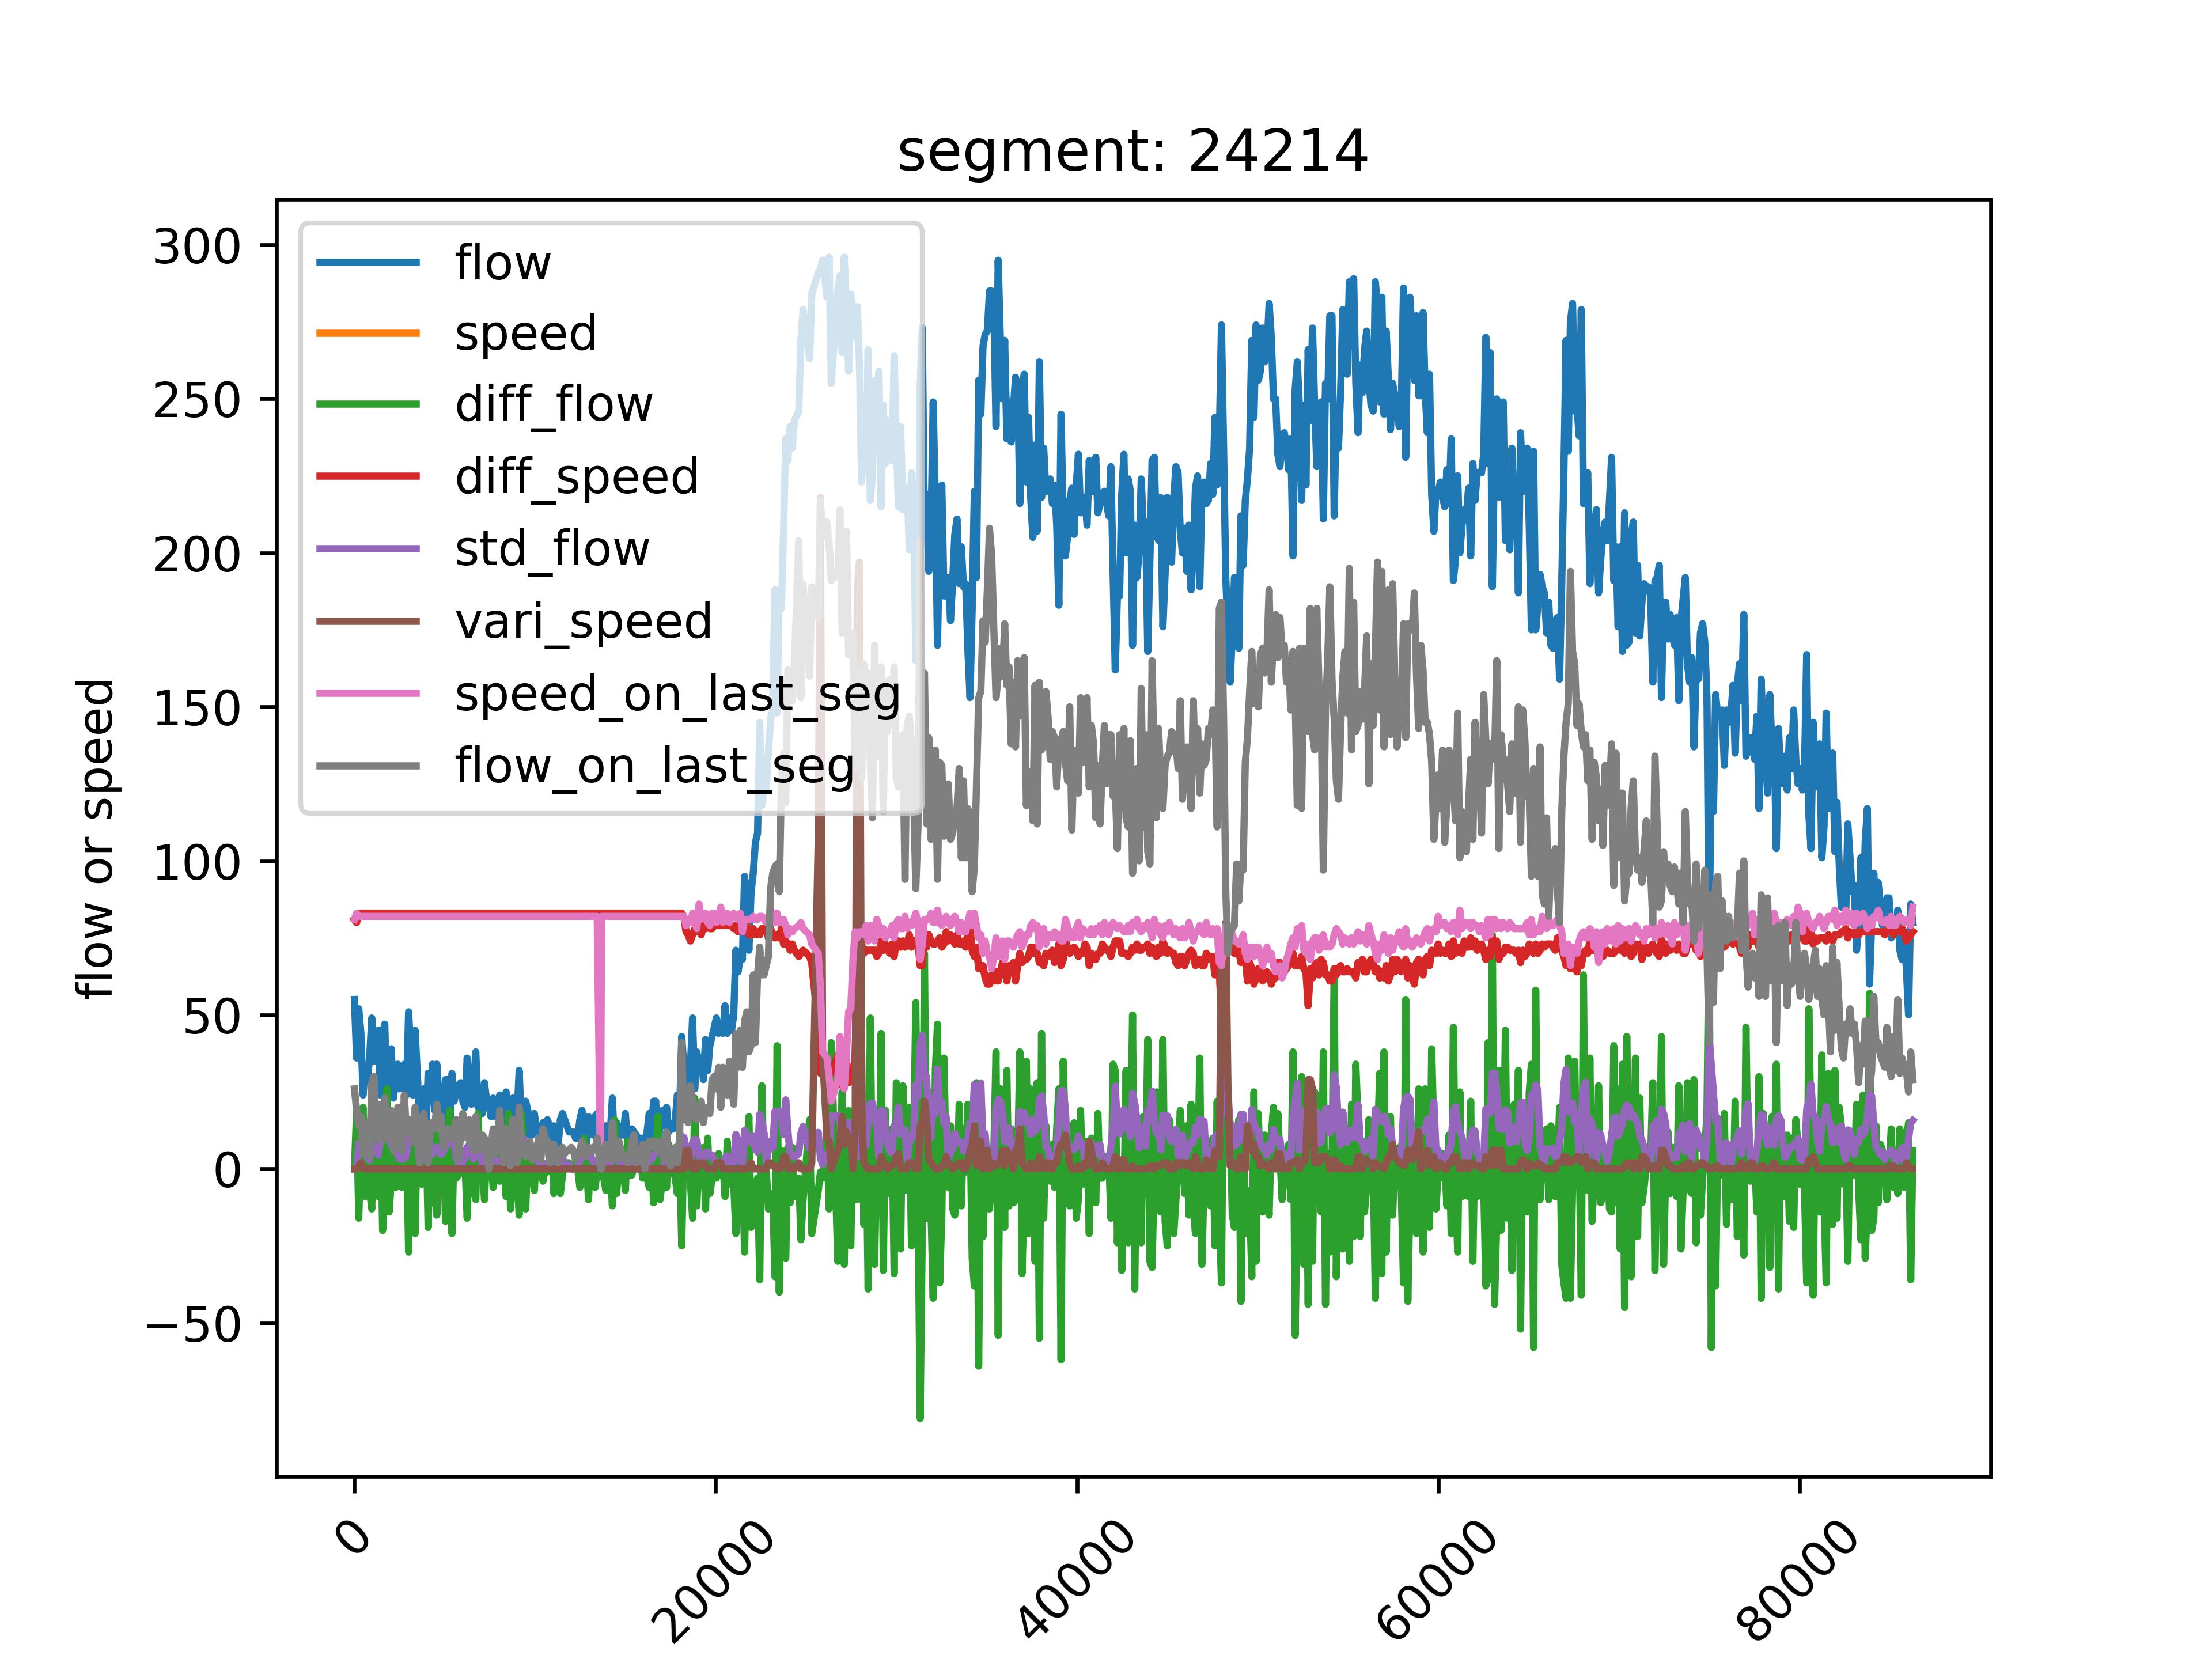 segment: 24214
300
250
200
150
100
50
0
−50
flow or speed
flow
speed
diff_flow
diff_speed
std_flow
vari_speed
speed_on_last_seg
flow_on_last_seg
0
20000
40000
60000
80000